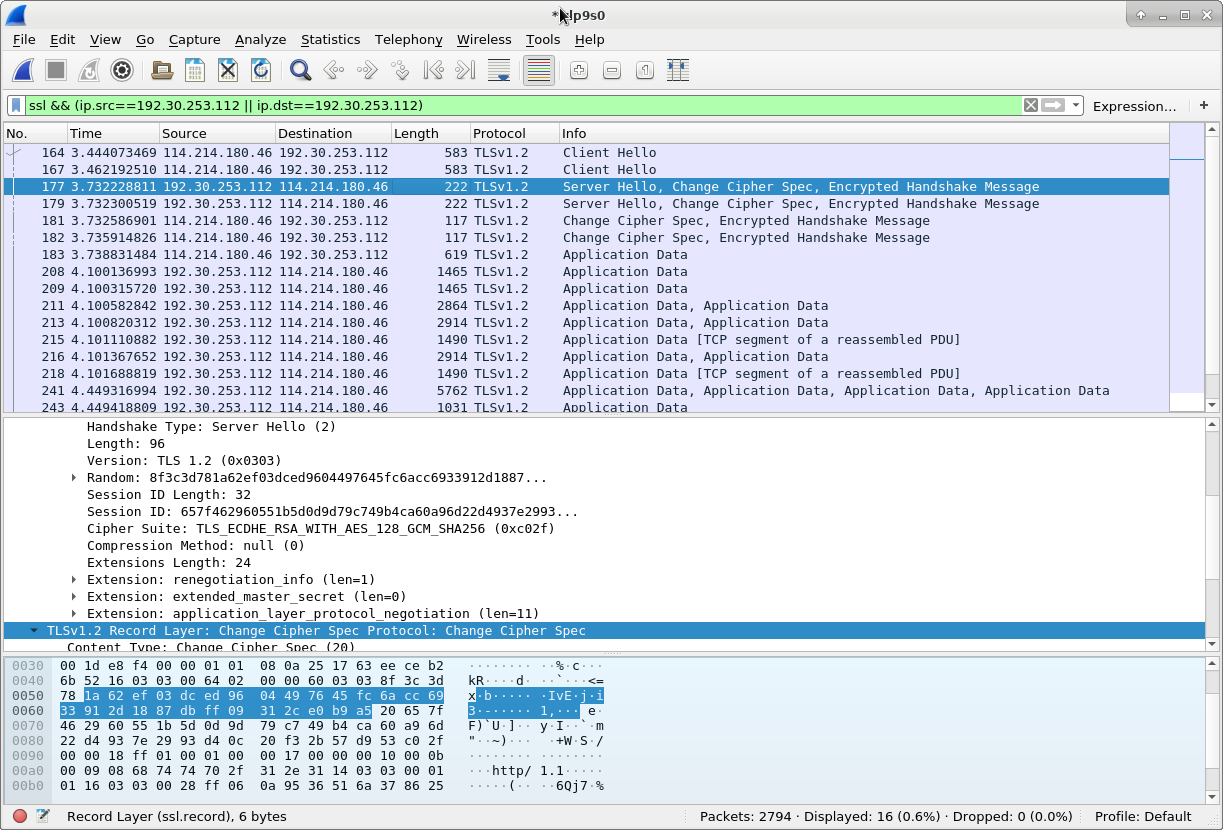 *enlp9s0
File Edit View Go Capture Analyze Statistics Telephony Wireless Tools Help
ssl && (ip.src==192.30.253.112 || ip.dst==192.30.253.112) Expression… +
No. Time Source Destination Length Protocol Info
164 3.444073469 114.214.180.46 192.30.253.112 583 TLSv1.2 Client Hello
167 3.462192510 114.214.180.46 192.30.253.112 583 TLSv1.2 Client Hello
177 3.732228811 192.30.253.112 114.214.180.46 222 TLSv1.2 Server Hello, Change Cipher Spec, Encrypted Handshake Message
179 3.732300519 192.30.253.112 114.214.180.46 222 TLSv1.2 Server Hello, Change Cipher Spec, Encrypted Handshake Message
181 3.732586901 114.214.180.46 192.30.253.112 117 TLSv1.2 Change Cipher Spec, Encrypted Handshake Message
182 3.735914826 114.214.180.46 192.30.253.112 117 TLSv1.2 Change Cipher Spec, Encrypted Handshake Message
183 3.738831484 114.214.180.46 192.30.253.112 619 TLSv1.2 Application Data
208 4.100136993 192.30.253.112 114.214.180.46 1465 TLSv1.2 Application Data
209 4.100315720 192.30.253.112 114.214.180.46 1465 TLSv1.2 Application Data
211 4.100582842 192.30.253.112 114.214.180.46 2864 TLSv1.2 Application Data, Application Data
213 4.100820312 192.30.253.112 114.214.180.46 2914 TLSv1.2 Application Data, Application Data
215 4.101110882 192.30.253.112 114.214.180.46 1490 TLSv1.2 Application Data [TCP segment of a reassembled PDU]
216 4.101367652 192.30.253.112 114.214.180.46 2914 TLSv1.2 Application Data, Application Data
218 4.101688819 192.30.253.112 114.214.180.46 1490 TLSv1.2 Application Data [TCP segment of a reassembled PDU]
241 4.449316994 192.30.253.112 114.214.180.46 5762 TLSv1.2 Application Data, Application Data, Application Data, Application Data
243 4.449418809 192.30.253.112 114.214.180.46 1031 TLSv1.2 Application Data
Handshake Type: Server Hello (2)
Length: 96
Version: TLS 1.2 (0x0303)
Random: 8f3c3d781a62ef03dced9604497645fc6acc6933912d1887...
Session ID Length: 32
Session ID: 657f462960551b5d0d9d79c749b4ca60a96d22d4937e2993...
Cipher Suite: TLS_ECDHE_RSA_WITH_AES_128_GCM_SHA256 (0xc02f)
Compression Method: null (0)
Extensions Length: 24
Extension: renegotiation_info (len=1)
Extension: extended_master_secret (len=0)
Extension: application_layer_protocol_negotiation (len=11)
TLSv1.2 Record Layer: Change Cipher Spec Protocol: Change Cipher Spec
Content Type: Change Cipher Spec (20)
0030 00 1d e8 f4 00 00 01 01 08 0a 25 17 63 ee ce b2 ········ ··%·c···
0040 6b 52 16 03 03 00 64 02 00 00 60 03 03 8f 3c 3d kR····d· ··`···<=
0050 78 1a 62 ef 03 dc ed 96 04 49 76 45 fc 6a cc 69 x·b····· ·IvE·j·i
0060 33 91 2d 18 87 db ff 09 31 2c e0 b9 a5 20 65 7f 3·-····· 1,··· e·
0070 46 29 60 55 1b 5d 0d 9d 79 c7 49 b4 ca 60 a9 6d F)`U·]·· y·I··`·m
0080 22 d4 93 7e 29 93 d4 0c 20 f3 2b 57 d9 53 c0 2f "··~)··· ·+W·S·/
0090 00 00 18 ff 01 00 01 00 00 17 00 00 00 10 00 0b ········ ········
00a0 00 09 08 68 74 74 70 2f 31 2e 31 14 03 03 00 01 ···http/ 1.1·····
00b0 01 16 03 03 00 28 ff 06 0a 95 36 51 6a 37 86 25 ·····(·· ··6Qj7·%
Record Layer (ssl.record), 6 bytes Packets: 2794 · Displayed: 16 (0.6%) · Dropped: 0 (0.0%) Profile: Default